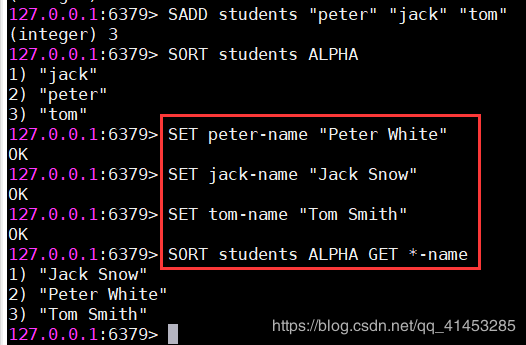 127.0.0.1:6379> SADD students "peter" "jack" "tom"
(integer) 3
127.0.0.1:6379> SORT students ALPHA
1) "jack"
2) "peter"
3) "tom"
127.0.0.1:6379> SET peter-name "Peter White"
OK
127.0.0.1:6379> SET jack-name "Jack Snow"
OK
127.0.0.1:6379> SET tom-name "Tom Smith"
OK
127.0.0.1:6379> SORT students ALPHA GET *-name
1) "Jack Snow"
2) "Peter White"
3) "Tom Smith"
127.0.0.1:6379>
https://blog.csdn.net/qq_41453285